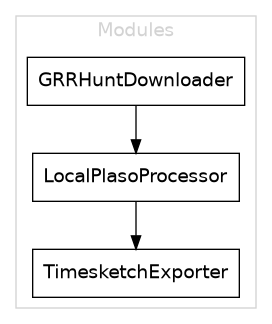 Modules
GRRHuntDownloader
LocalPlasoProcessor
TimesketchExporter